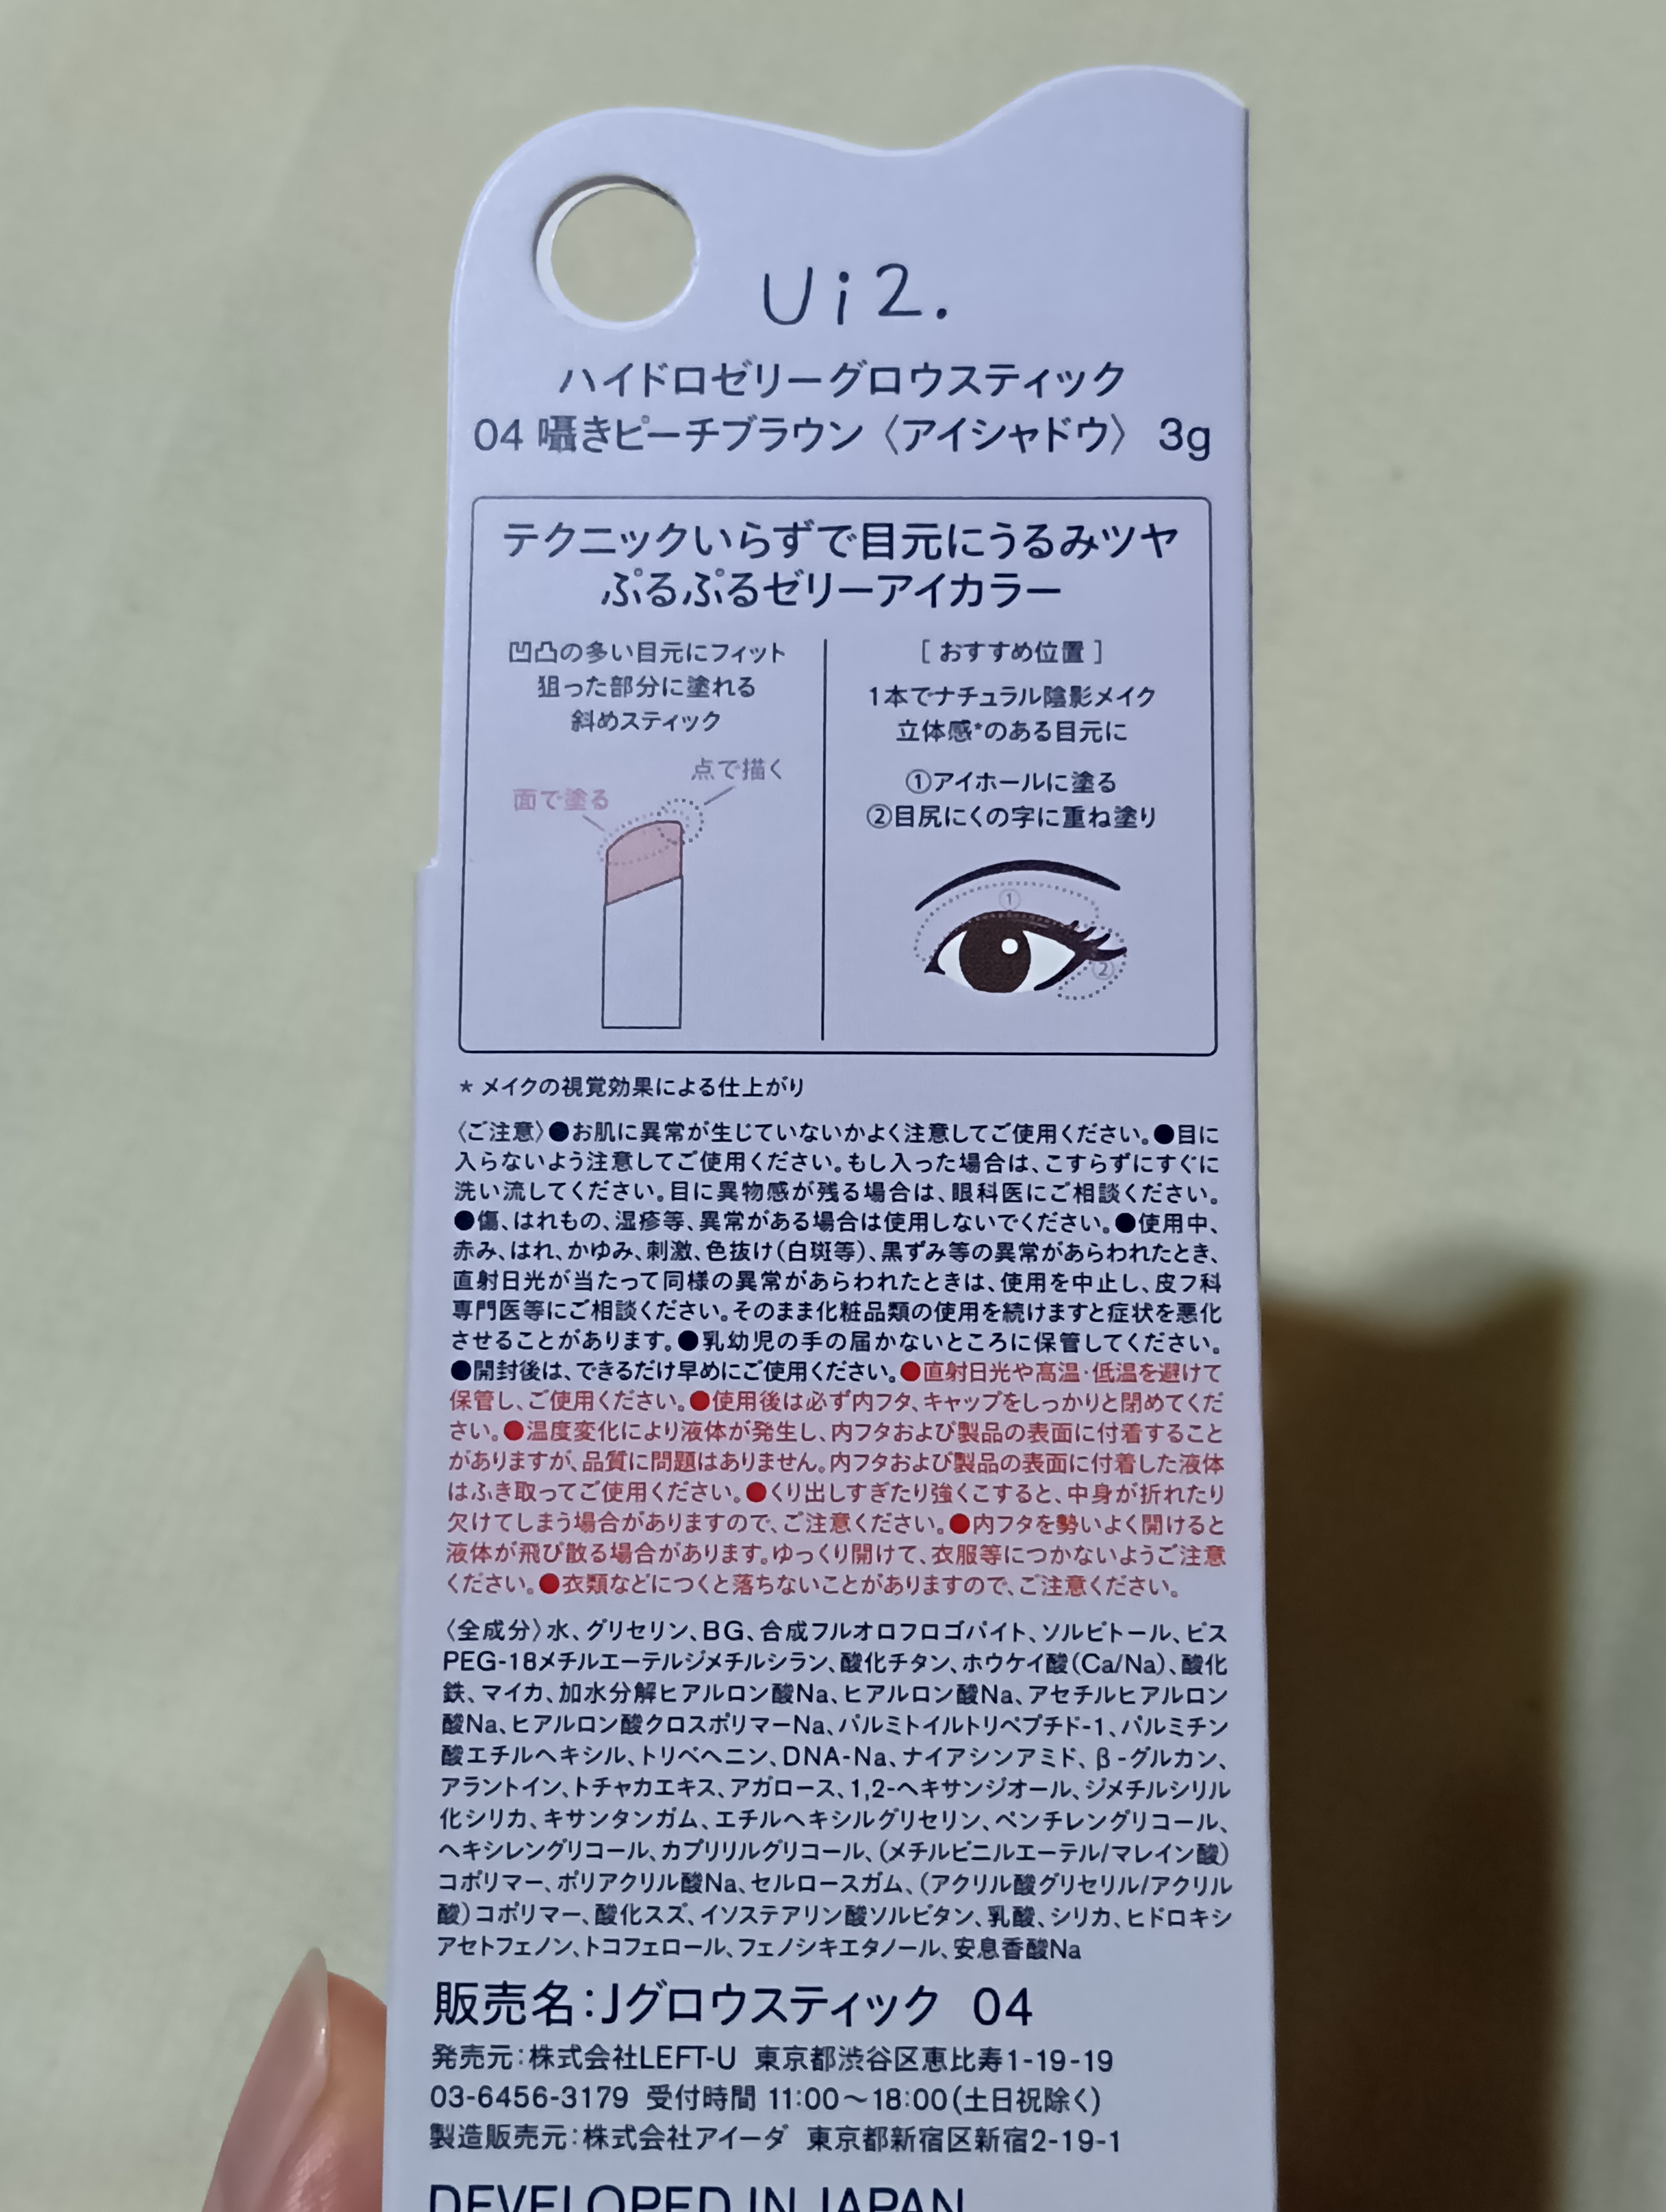 Ui2.
ハイドロゼリーグロウスティック
04 囁きピーチブラウン〈アイシャドウ〉 3g
テクニックいらずで目元にうるみツヤ
ぷるぷるゼリーアイカラー
凹凸の多い目元にフィット
狙った部分に塗れる
斜めスティック
点で描く
面で塗る
[ おすすめ位置 ]
1本でナチュラル陰影メイク
立体感*のある目元に
①アイホールに塗る
②目尻にくの字に重ね塗り
①
②
* メイクの視覚効果による仕上がり
〈ご注意〉●お肌に異常が生じていないかよく注意してご使用ください。●目に
入らないよう注意してご使用ください。もし入った場合は、こすらずにすぐに
洗い流してください。目に異物感が残る場合は、眼科医にご相談ください。
●傷、はれもの、湿疹等、異常がある場合は使用しないでください。●使用中、
赤み、はれ、かゆみ、刺激、色抜け（白斑等）、黒ずみ等の異常があらわれたとき、
直射日光が当たって同様の異常があらわれたときは、使用を中止し、皮フ科
専門医等にご相談ください。そのまま化粧品類の使用を続けますと症状を悪化
させることがあります。●乳幼児の手の届かないところに保管してください。
●開封後は、できるだけ早めにご使用ください。●直射日光や高温・低温を避けて
保管し、ご使用ください。●使用後は必ず内フタ、キャップをしっかりと閉めてくだ
さい。●温度変化により液体が発生し、内フタおよび製品の表面に付着すること
がありますが、品質に問題はありません。内フタおよび製品の表面に付着した液体
はふき取ってご使用ください。●くり出しすぎたり強くこすると、中身が折れたり
欠けてしまう場合がありますので、ご注意ください。●内フタを勢いよく開けると
液体が飛び散る場合があります。ゆっくり開けて、衣服等につかないようご注意
ください。●衣類などにつくと落ちないことがありますので、ご注意ください。
〈全成分〉水、グリセリン、BG、合成フルオロフロゴパイト、ソルビトール、ビス
PEG-18メチルエーテルジメチルシラン、酸化チタン、ホウケイ酸（Ca/Na）、酸化
鉄、マイカ、加水分解ヒアルロン酸Na、ヒアルロン酸Na、アセチルヒアルロン
酸Na、ヒアルロン酸クロスポリマーNa、パルミトイルトリペプチド-1、パルミチン
酸エチルヘキシル、トリベヘニン、DNA-Na、ナイアシンアミド、β-グルカン、
アラントイン、トチャカエキス、アガロース、1,2-ヘキサンジオール、ジメチルシリル
化シリカ、キサンタンガム、エチルヘキシルグリセリン、ペンチレングリコール、
ヘキシレングリコール、カプリリルグリコール、（メチルビニルエーテル/マレイン酸）
コポリマー、ポリアクリル酸Na、セルロースガム、（アクリル酸グリセリル/アクリル
酸）コポリマー、酸化スズ、イソステアリン酸ソルビタン、乳酸、シリカ、ヒドロキシ
アセトフェノン、トコフェロール、フェノシキエタノール、安息香酸Na
販売名：Jグロウスティック 04
発売元：株式会社LEFT-U 東京都渋谷区恵比寿1-19-19
03-6456-3179 受付時間 11:00～18:00（土日祝除く）
製造販売元：株式会社アイーダ 東京都新宿区新宿2-19-1
DEVELOPED IN JAPAN